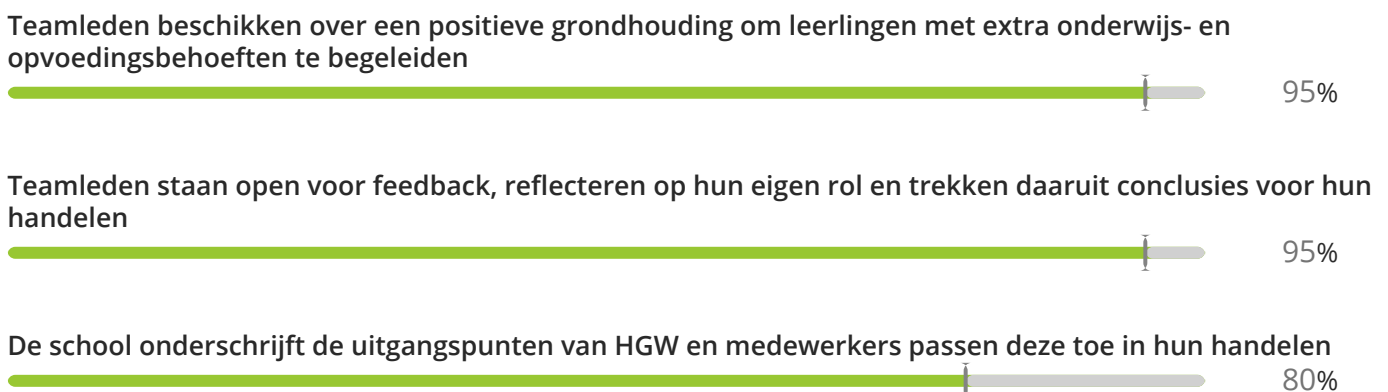 Teamleden beschikken over een positieve grondhouding om leerlingen met extra onderwijs- en
opvoedingsbehoeften te begeleiden
95%
Teamleden staan open voor feedback, reflecteren op hun eigen rol en trekken daaruit conclusies voor hun
handelen
95%
De school onderschrijft de uitgangspunten van HGW en medewerkers passen deze toe in hun handelen
80%